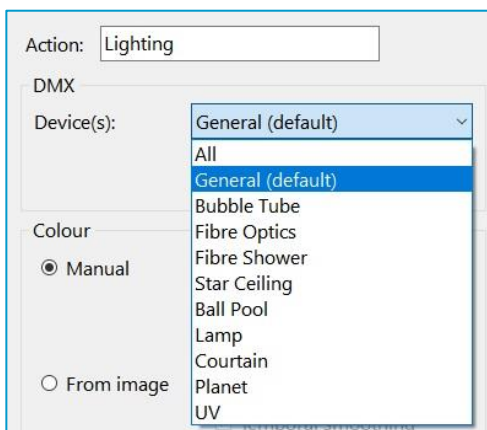 Action: Lighting
DMX
Device(s): General (default)
All
General (default)
Bubble Tube
Fibre Optics
Colour
Fibre Shower
Manual
Star Ceiling
Ball Pool
Lamp
Courtain
From image
Planet
UV